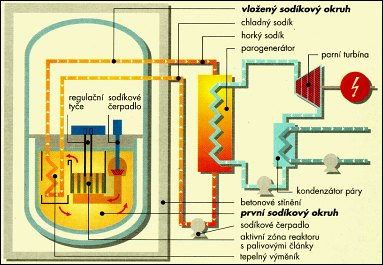 vložený sodíkový okruh
chladný sodík
horký sodík
parogenerátor
parní turbína
regulační
tyče
sodíkové
čerpadlo
kondenzátor páry
betonové stínění
první sodíkový okruh
sodíkové čerpadlo
aktivní zóna reaktoru
s palivovými články
tepelný výměník